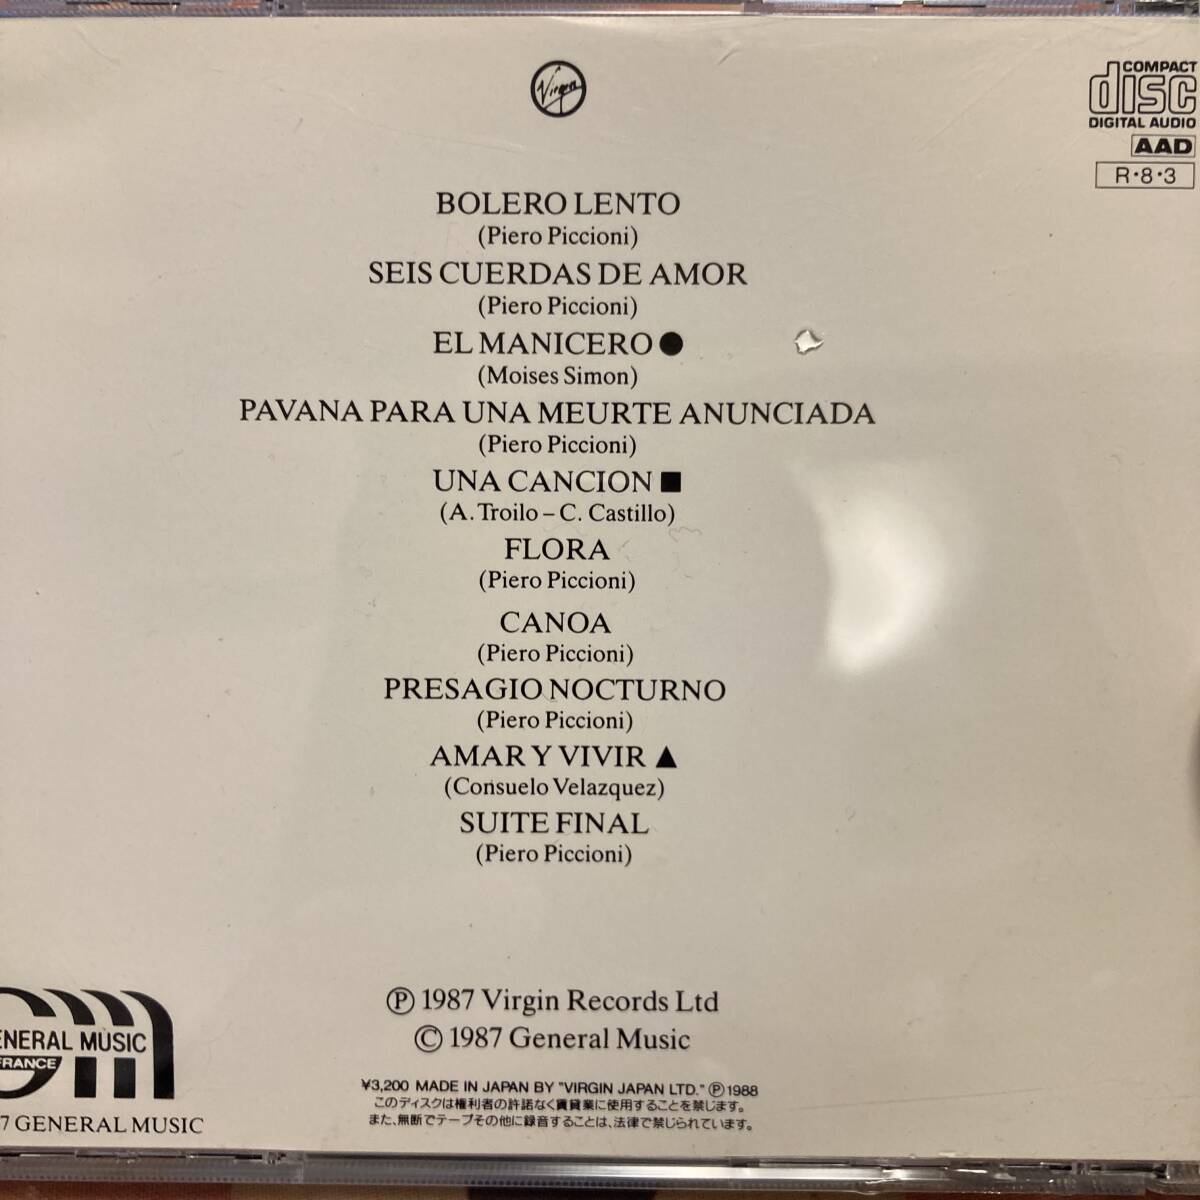 Virgin
COMPACT
disc
DIGITAL AUDIO
AAD
R・8・3
BOLERO LENTO
(Piero Piccioni)
SEIS CUERDAS DE AMOR
(Piero Piccioni)
EL MANICERO ●
(Moises Simon)
PAVANA PARA UNA MEURTE ANUNCIADA
(Piero Piccioni)
UNA CANCION ■
(A. Troilo – C. Castillo)
FLORA
(Piero Piccioni)
CANOA
(Piero Piccioni)
PRESAGIO NOCTURNO
(Piero Piccioni)
AMAR Y VIVIR ▲
(Consuelo Velazquez)
SUITE FINAL
(Piero Piccioni)
Ⓟ 1987 Virgin Records Ltd
© 1987 General Music
ENERAL MUSIC
FRANCE
7 GENERAL MUSIC
¥3,200 MADE IN JAPAN BY "VIRGIN JAPAN LTD." Ⓟ 1988
このディスクは権利者の許諾なく賃貸業に使用することを禁じます。
また、無断でテープその他に録音することは、法律で禁じられています。